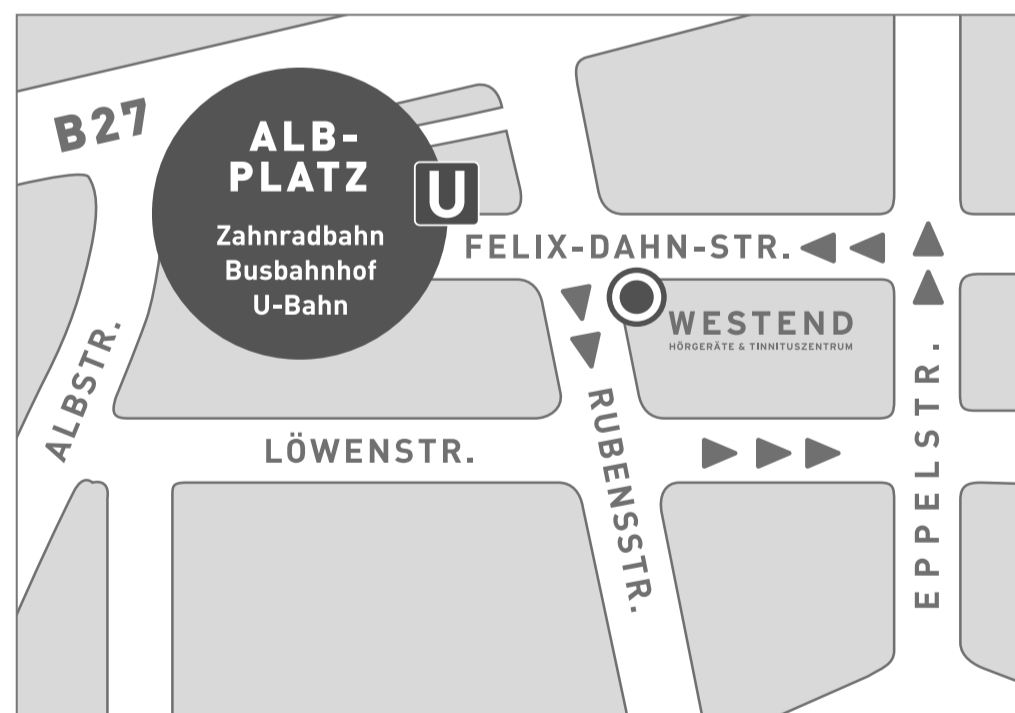 B27
ALB-
PLATZ
Zahnradbahn
Busbahnhof
U-Bahn
U
FELIX-DAHN-STR.
WESTEND
HÖRGERÄTE & TINNITUSZENTRUM
ALBSTR.
LÖWENSTR.
RUBENSSTR.
EPPELSTR.